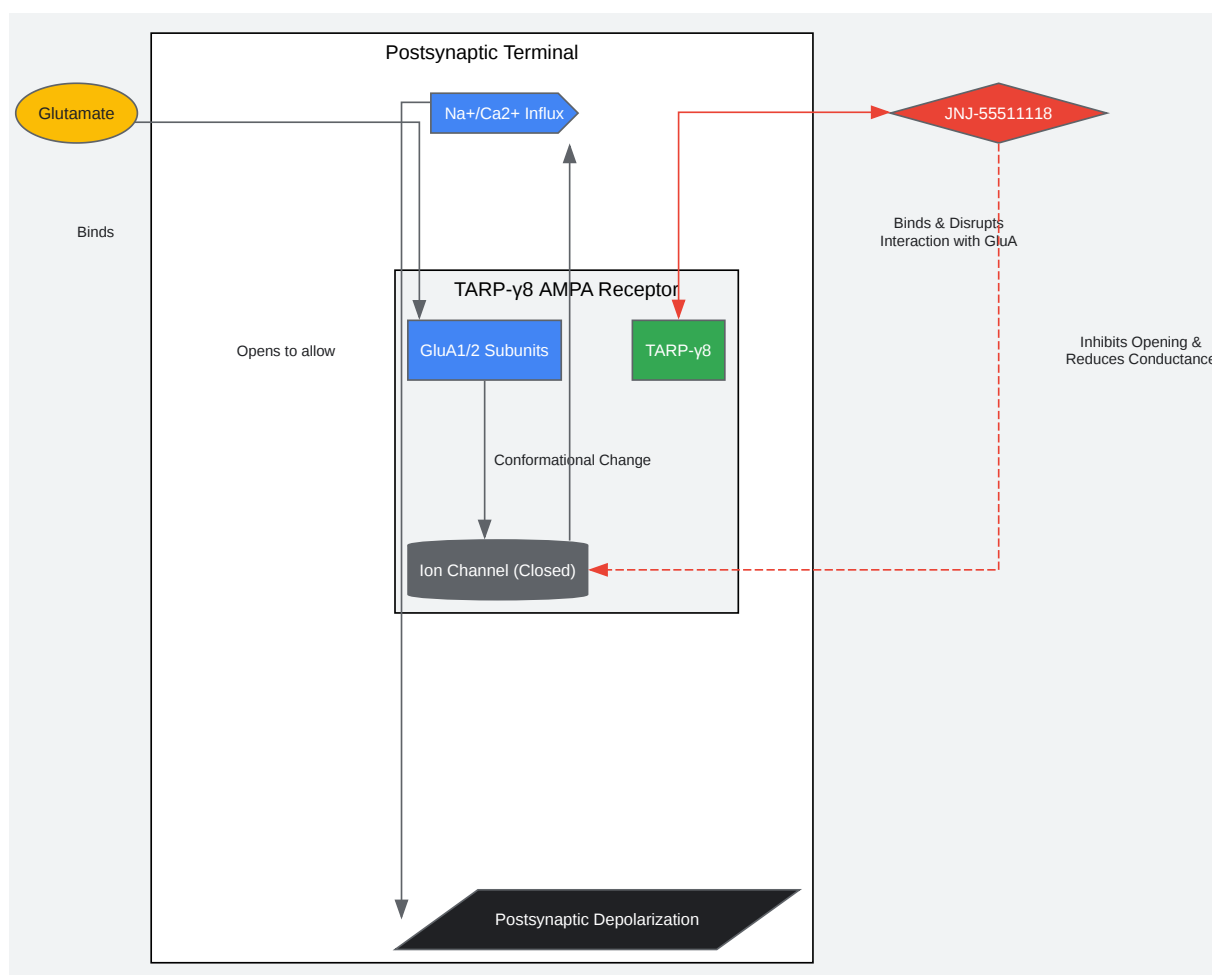 Postsynaptic Terminal
Glutamate
Na+/Ca2+ Influx
JNJ-55511118
Binds
Binds & Disrupts
Interaction with GluA
TARP-γ8 AMPA Receptor
Opens to allow
GluA1/2 Subunits
TARP-γ8
Inhibits Opening &
Reduces Conductance
Conformational Change
Ion Channel (Closed)
Postsynaptic Depolarization